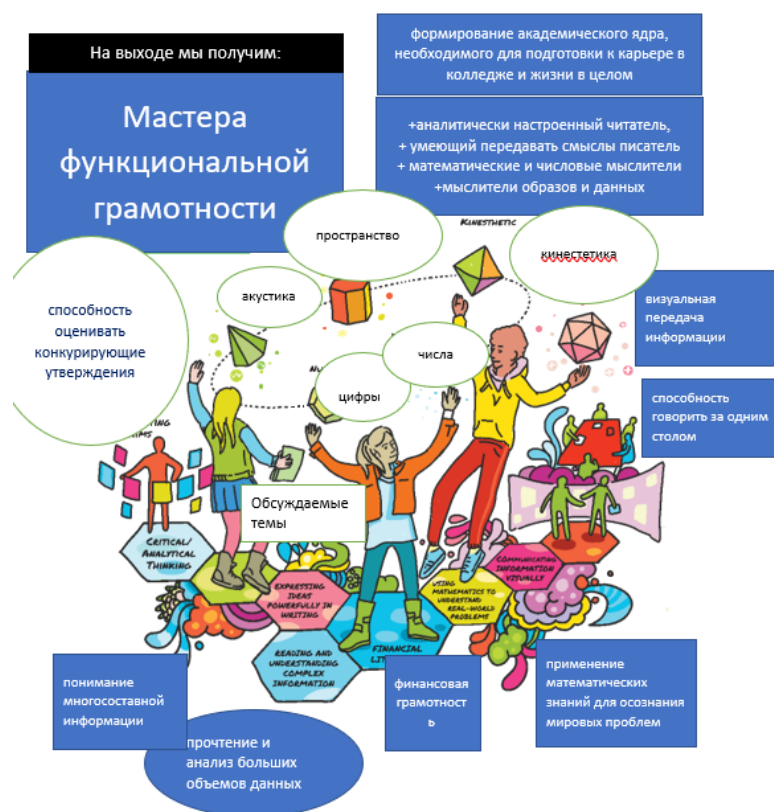 На выходе мы получим:
Мастера
функциональной
грамотности
формирование академического ядра,
необходимого для подготовки к карьере в
колледже и жизни в целом
+аналитически настроенный читатель,
+ умеющий передавать смыслы писатель
+ математические и числовые мыслители
+мыслители образов и данных
KINESTHETIC
пространство
кинестетика
акустика
способность
оценивать
конкурирующие
утверждения
числа
цифры
визуальная
передача
информации
способность
говорить за одним
столом
Обсуждаемые
темы
CRITICAL/
ANALYTICAL
THINKING
EXPRESSING
IDEAS
POWERFULLY IN
WRITING
READING AND
UNDERSTANDING
COMPLEX
INFORMATION
FINANCIAL
USING
MATHEMATICS TO
UNDERSTAND
REAL-WORLD
PROBLEMS
COMMUNICATING
INFORMATION
VISUALLY
понимание
многосоставной
информации
прочтение и
анализ больших
объемов данных
финансовая
грамотност
ь
применение
математических
знаний для осознания
мировых проблем